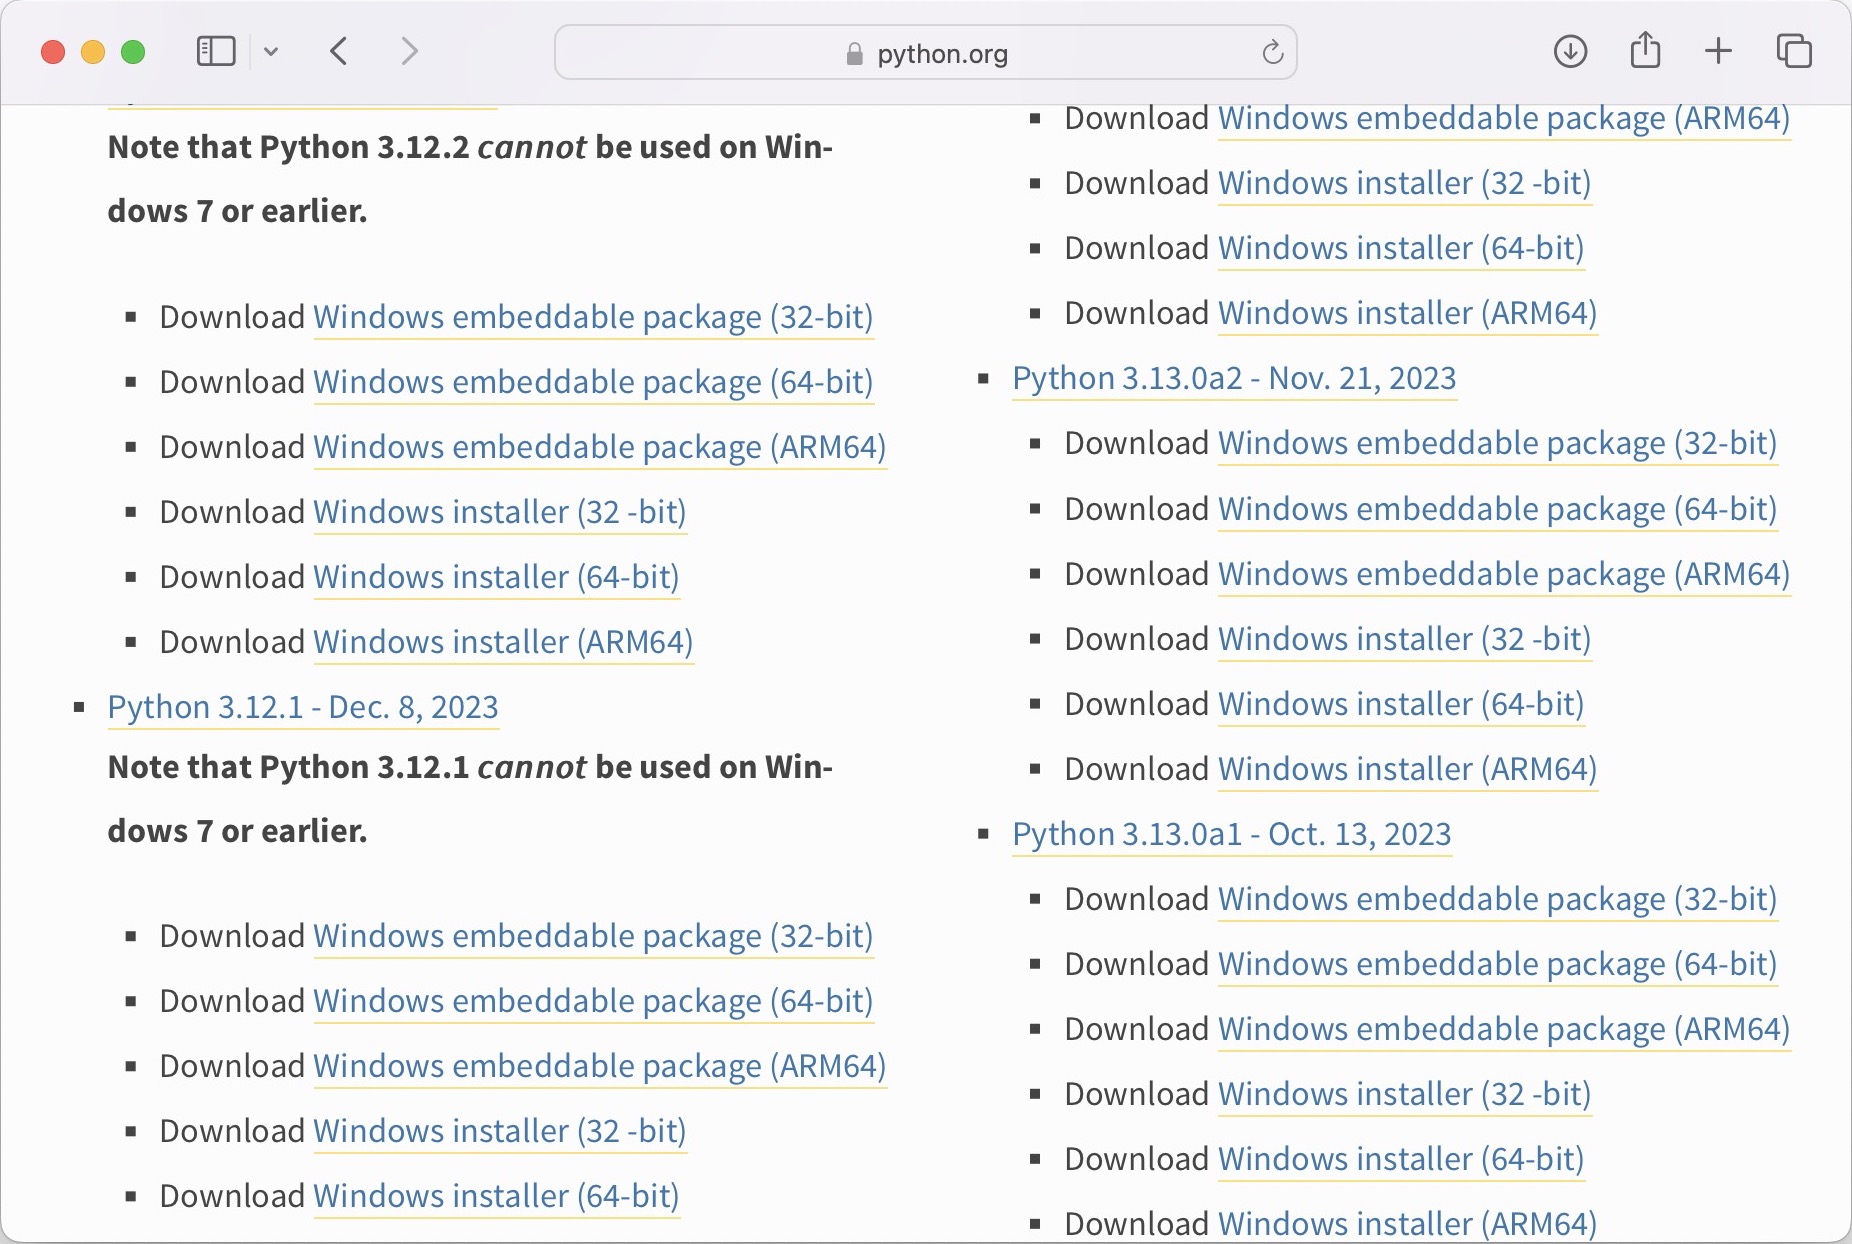 python.org
Note that Python 3.12.2 cannot be used on Win-
dows 7 or earlier.
Download Windows embeddable package (32-bit)
Download Windows embeddable package (64-bit)
Download Windows embeddable package (ARM64)
Download Windows installer (32 -bit)
Download Windows installer (64-bit)
Download Windows installer (ARM64)
Python 3.12.1 - Dec. 8, 2023
Note that Python 3.12.1 cannot be used on Win-
dows 7 or earlier.
Download Windows embeddable package (32-bit)
Download Windows embeddable package (64-bit)
Download Windows embeddable package (ARM64)
Download Windows installer (32 -bit)
Download Windows installer (64-bit)
Download Windows embeddable package (ARM64)
Download Windows installer (32 -bit)
Download Windows installer (64-bit)
Download Windows installer (ARM64)
Python 3.13.0a2 - Nov. 21, 2023
Download Windows embeddable package (32-bit)
Download Windows embeddable package (64-bit)
Download Windows embeddable package (ARM64)
Download Windows installer (32 -bit)
Download Windows installer (64-bit)
Download Windows installer (ARM64)
Python 3.13.0a1 - Oct. 13, 2023
Download Windows embeddable package (32-bit)
Download Windows embeddable package (64-bit)
Download Windows embeddable package (ARM64)
Download Windows installer (32 -bit)
Download Windows installer (64-bit)
Download Windows installer (ARM64)